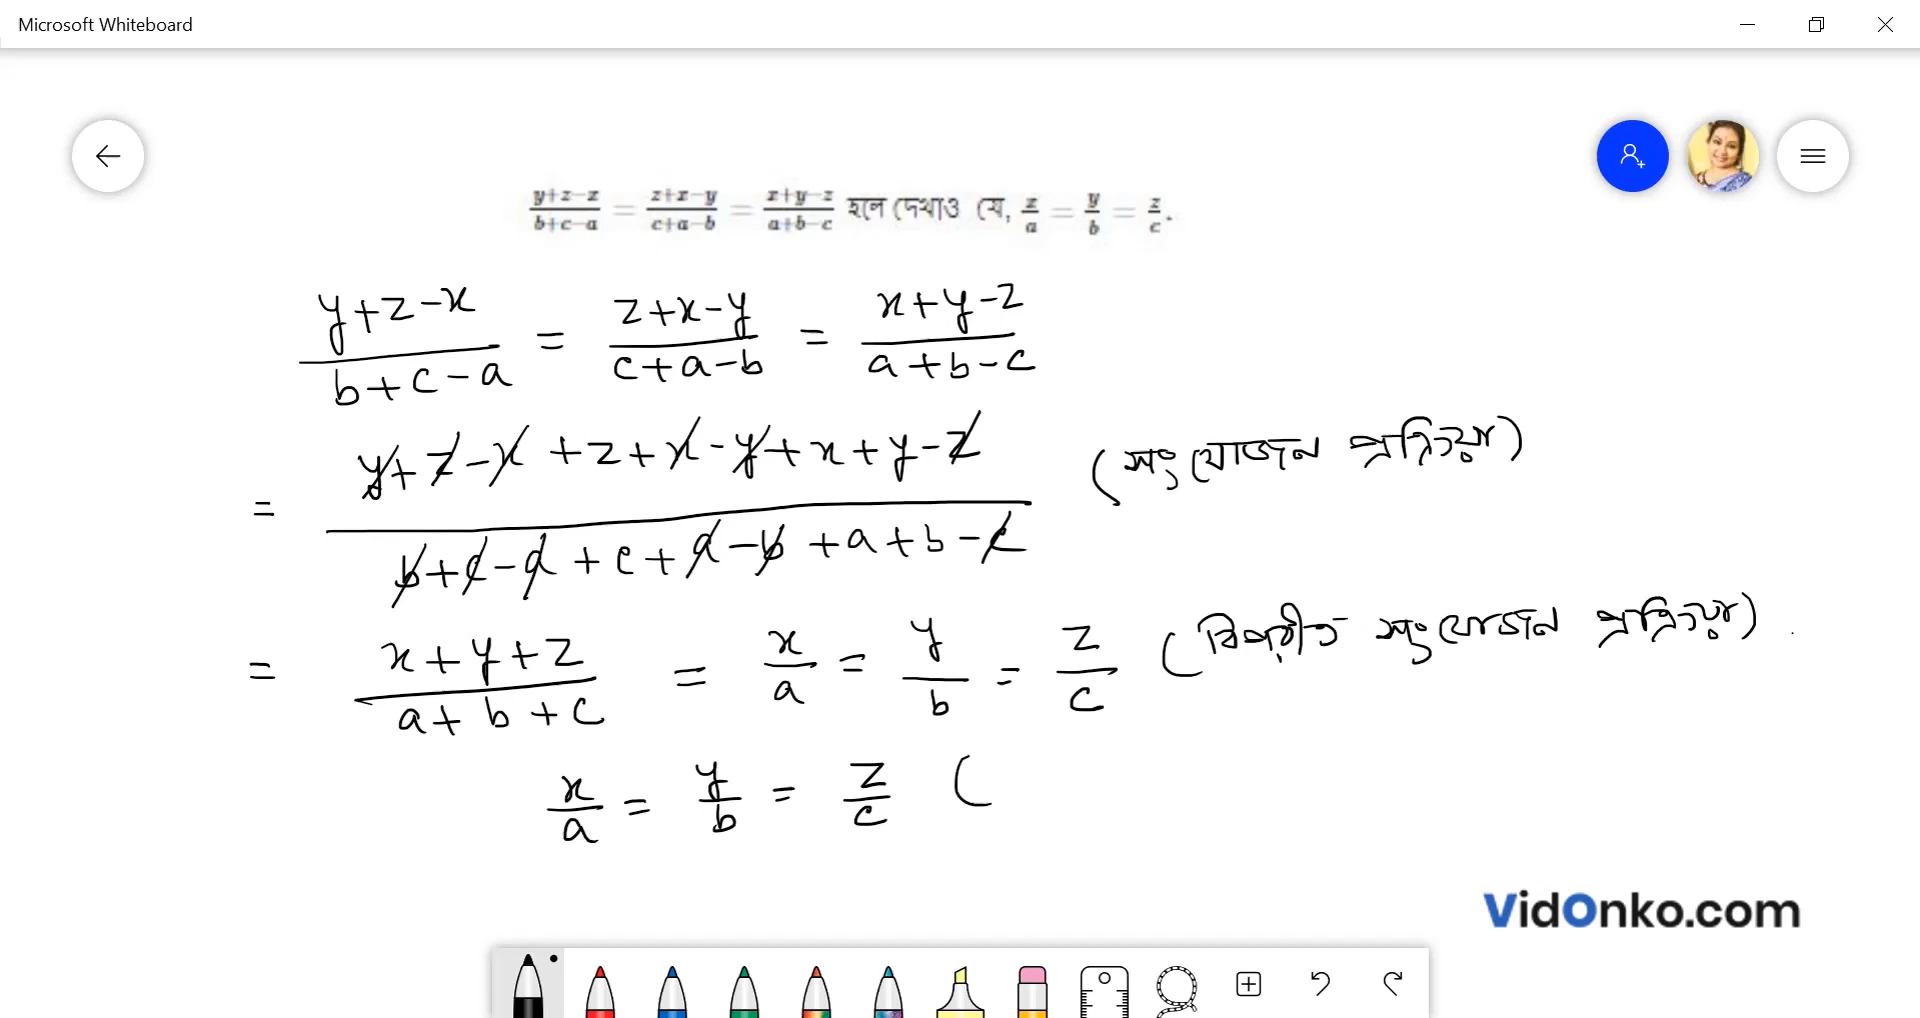 Microsoft Whiteboard
y+z−x/b+c−a = z+x−y/c+a−b = x+y−z/a+b−c হলে দেখাও যে, x/a = y/b = z/c.
y+z−x/b+c−a = z+x−y/c+a−b = x+y−z/a+b−c
= y+z−x+z+x−y+x+y−z/b+c−a+c+a−b+a+b−c (সংযোজন প্রক্রিয়ায়)
= x+y+z/a+b+c = x/a = y/b = z/c (বিপরীত সংযোজন প্রক্রিয়ায়)
x/a = y/b = z/c (
VidOnko.com